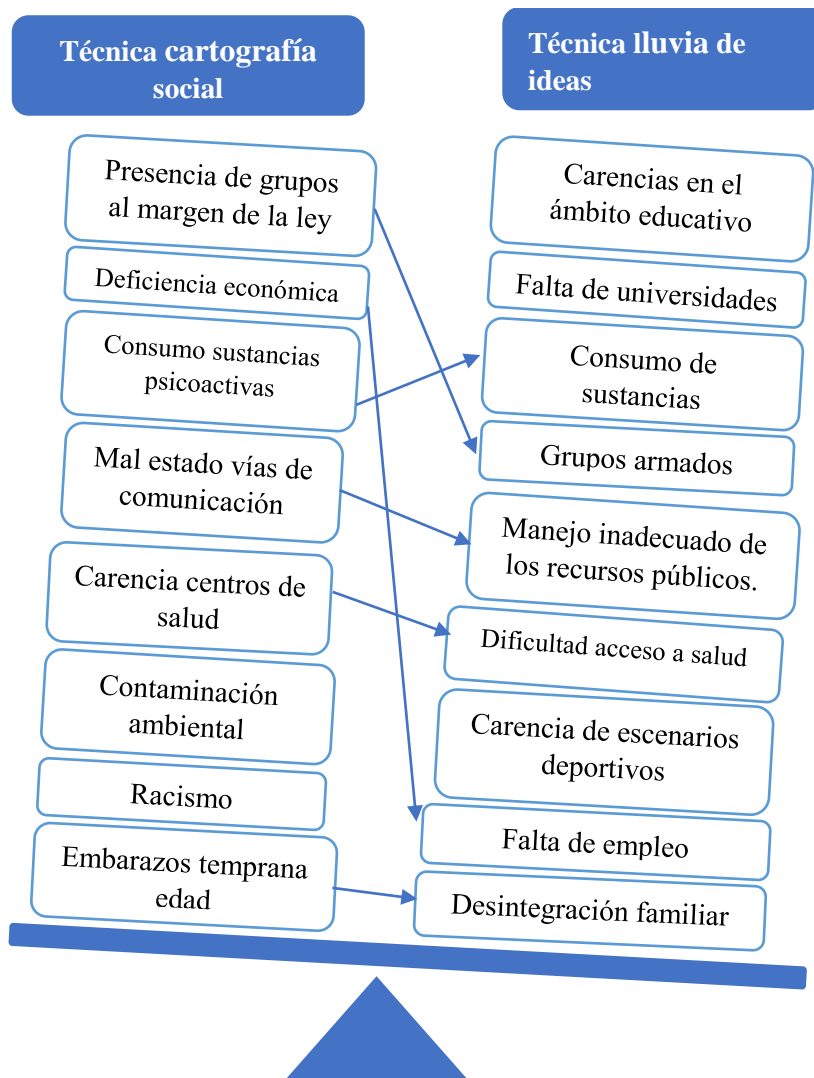 Técnica cartografía
social
Presencia de grupos
al margen de la ley
Deficiencia económica
Consumo sustancias
psicoactivas
Mal estado vías de
comunicación
Carencia centros de
salud
Contaminación
ambiental
Racismo
Embarazos temprana
edad
Técnica lluvia de
ideas
Carencias en el
ámbito educativo
Falta de universidades
Consumo de
sustancias
Grupos armados
Manejo inadecuado de
los recursos públicos.
Dificultad acceso a salud
Carencia de escenarios
deportivos
Falta de empleo
Desintegración familiar